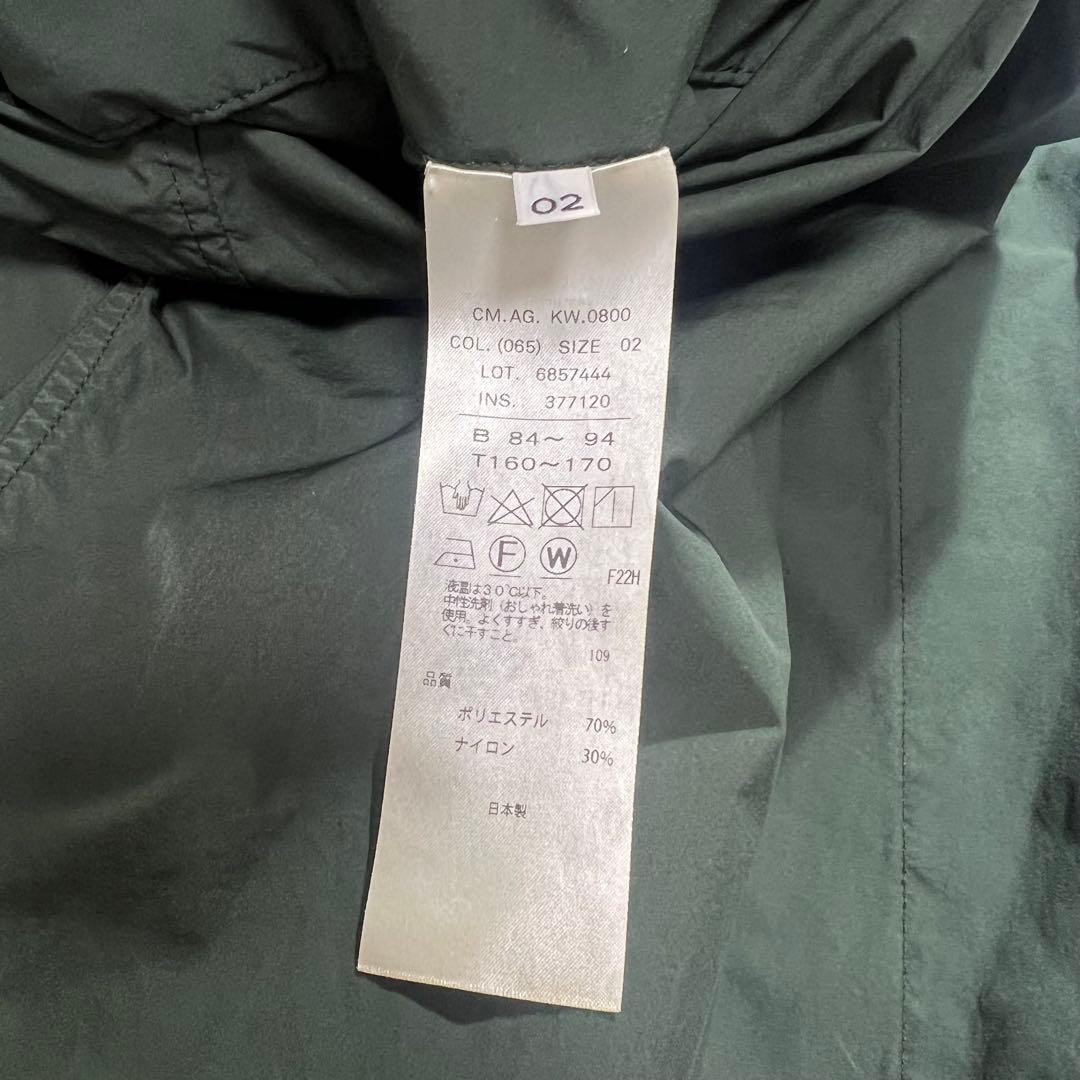 02
CM.AG. KW.0800
COL. (065) SIZE 02
LOT. 6857444
INS. 377120
B 84～ 94
T160～170
F W
F22H
液温は30℃以下。
中性洗剤（おしゃれ着洗い）を
使用。よくすすぎ、絞りの後す
ぐに干すこと。
109
品質
ポリエステル 70%
ナイロン 30%
日本製